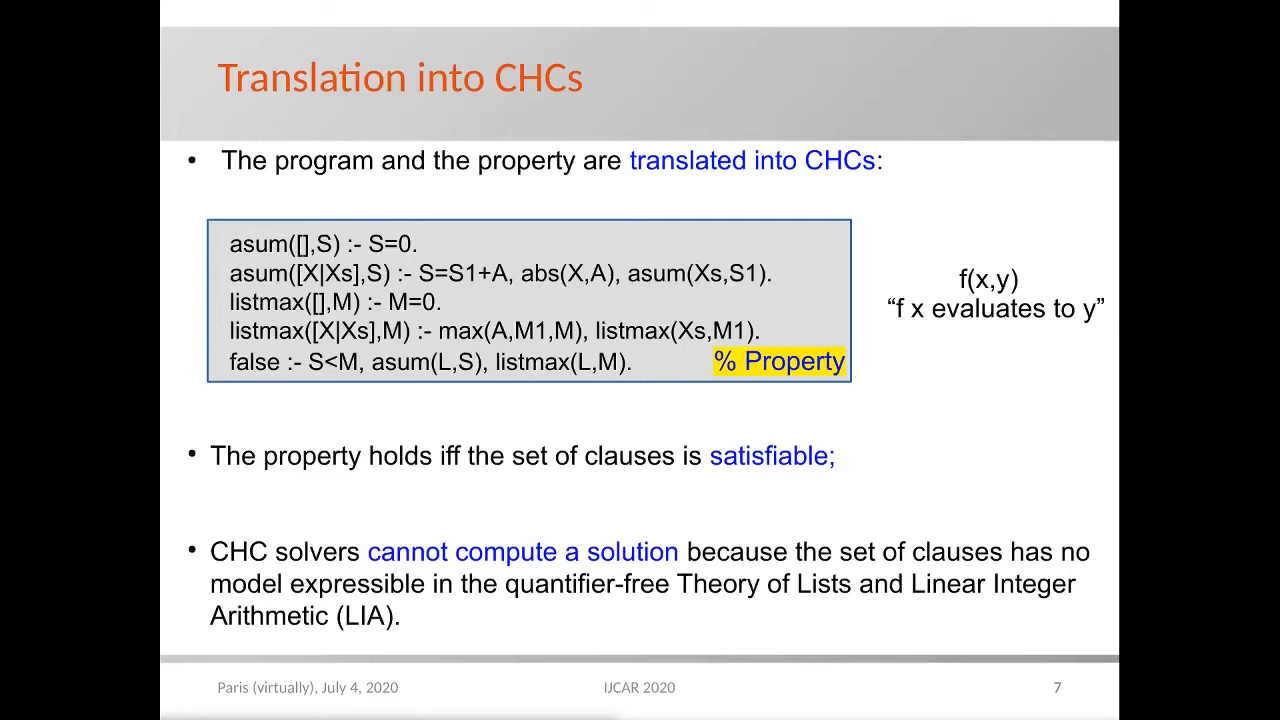 Translation into CHCs
• The program and the property are translated into CHCs:
asum([],S) :- S=0.
asum([X|Xs],S) :- S=S1+A, abs(X,A), asum(Xs,S1).
listmax([],M) :- M=0.
listmax([X|Xs],M) :- max(A,M1,M), listmax(Xs,M1).
false :- S<M, asum(L,S), listmax(L,M). % Property
f(x,y)
“f x evaluates to y”
• The property holds iff the set of clauses is satisfiable;
• CHC solvers cannot compute a solution because the set of clauses has no
model expressible in the quantifier-free Theory of Lists and Linear Integer
Arithmetic (LIA).
Paris (virtually), July 4, 2020 IJCAR 2020 7